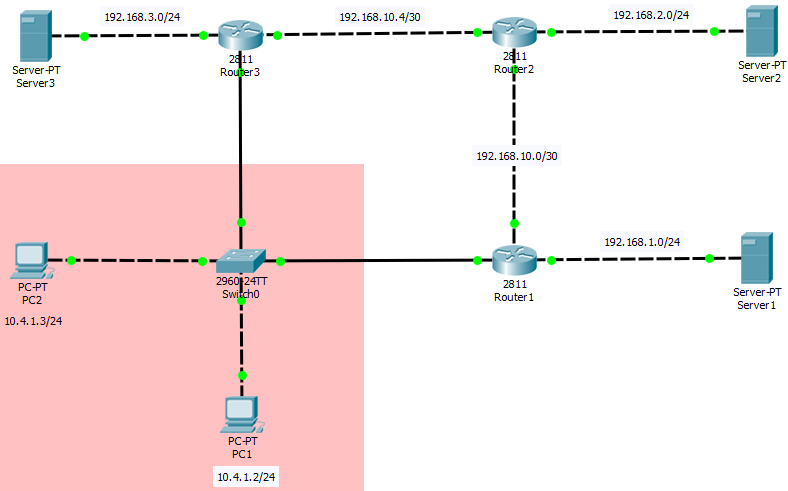 192.168.3.0/24
192.168.10.4/30
192.168.2.0/24
Server-PT
Server3
2811
Router3
2811
Router2
Server-PT
Server2
192.168.10.0/30
192.168.1.0/24
PC-PT
PC2
10.4.1.3/24
2960-24TT
Switch0
2811
Router1
Server-PT
Server1
PC-PT
PC1
10.4.1.2/24